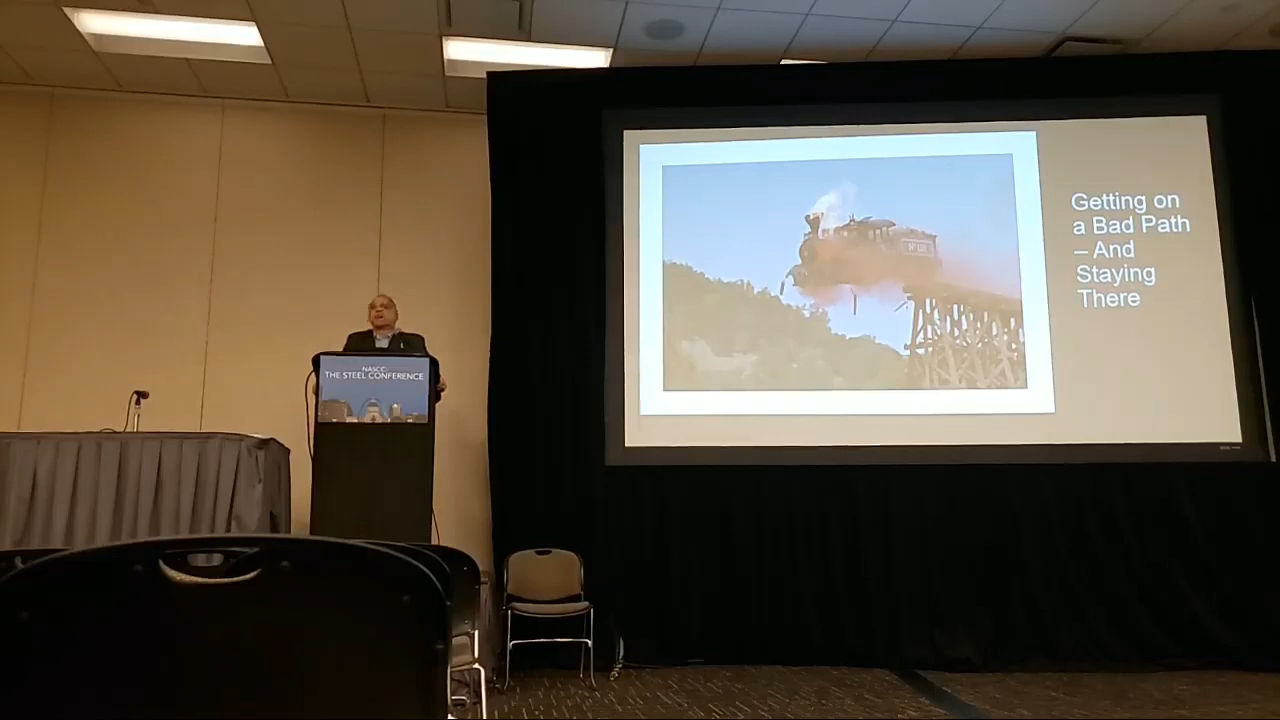 NASCC:
THE STEEL CONFERENCE
Getting on
a Bad Path
– And
Staying
There